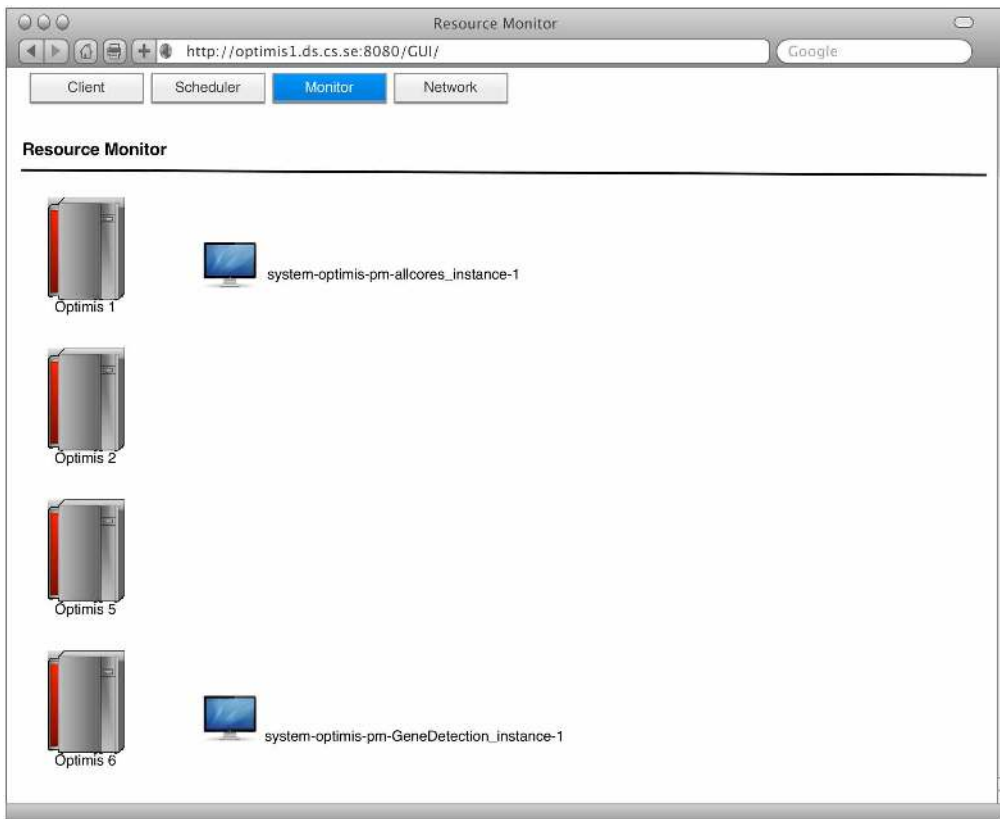 Resource Monitor
http://optimis1.ds.cs.se:8080/GUI/
Google
Client Scheduler Monitor Network
Resource Monitor
Optimis 1
system-optimis-pm-allcores_instance-1
Optimis 2
Optimis 5
Optimis 6
system-optimis-pm-GeneDetection_instance-1